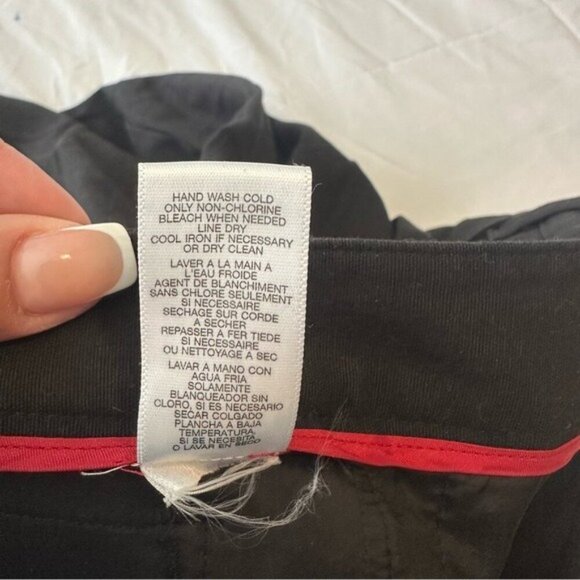 HAND WASH COLD
ONLY NON-CHLORINE
BLEACH WHEN NEEDED
LINE DRY
COOL IRON IF NECESSARY
OR DRY CLEAN
LAVER A LA MAIN A
L'EAU FROIDE
AGENT DE BLANCHIMENT
SANS CHLORE SEULEMENT
SI NECESSAIRE
SECHAGE SUR CORDE
A SECHER
REPASSER A FER TIEDE
SI NECESSAIRE
OU NETTOYAGE A SEC
LAVAR A MANO CON
AGUA FRIA
SOLAMENTE
BLANQUEADOR SIN
CLORO, SI ES NECESARIO
SECAR COLGADO
PLANCHA A BAJA
TEMPERATURA,
SI SE NECESITA
O LAVAR EN SECO